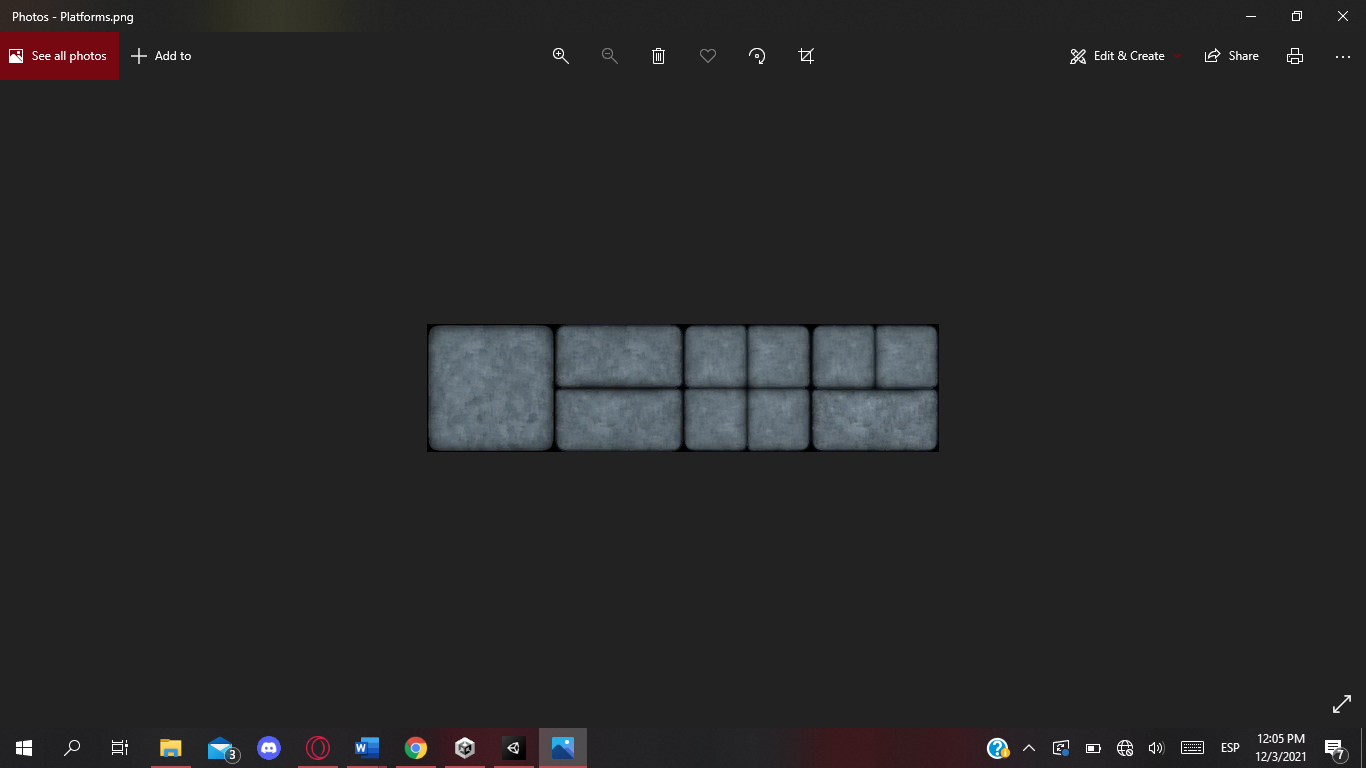 Photos - Platforms.png
See all photos
Add to
Edit & Create
Share
3
W
ESP
12:05 PM
12/3/2021
7